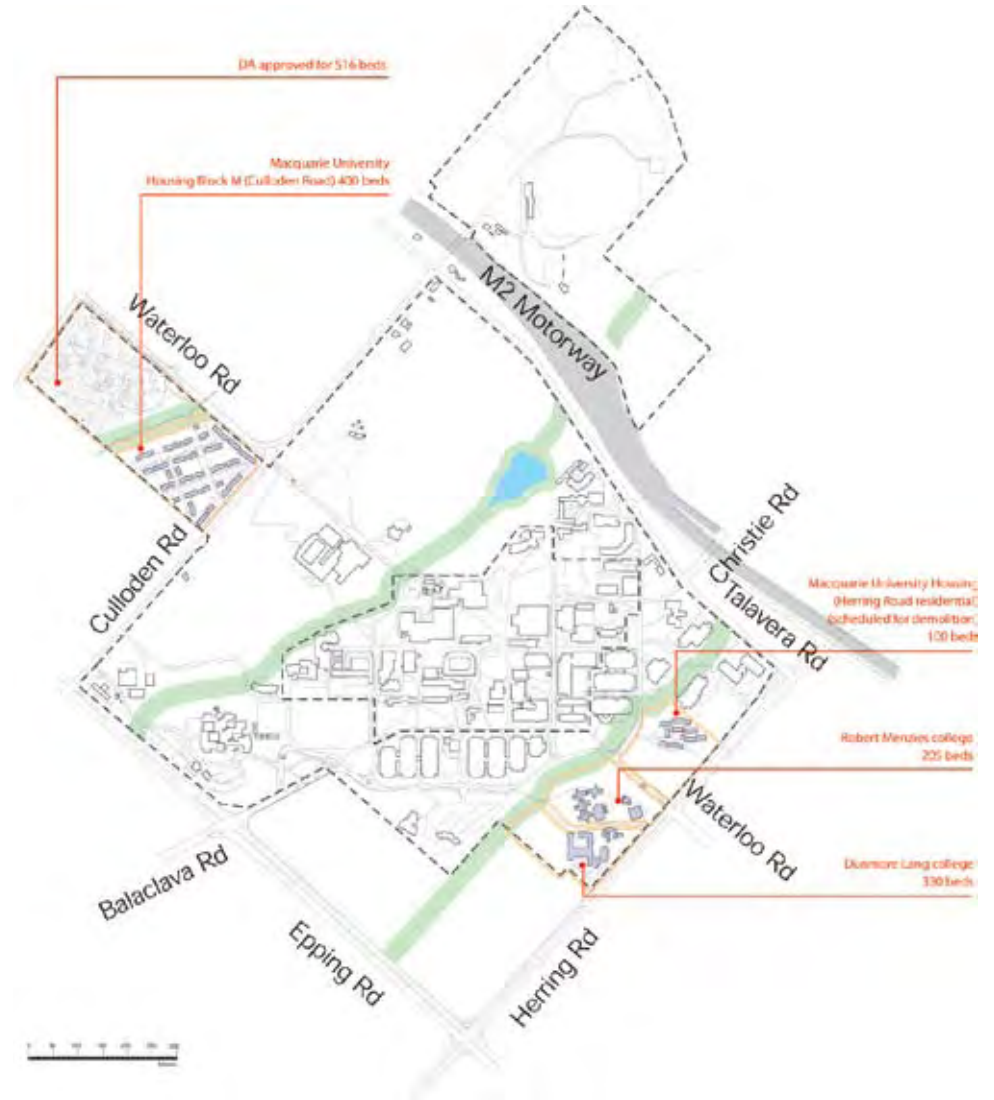 DA approved for 516 beds
Macquarie University
Housing Block M (Culloden Road) 400 beds
M2 Motorway
Waterloo Rd
Culloden Rd
Christie Rd
Talavera Rd
Macquarie University Housing
(Herring Road residential)
(scheduled for demolition)
100 beds
Robert Menzies college
205 beds
Waterloo Rd
Dunmore Lang college
330 beds
Balaclava Rd
Epping Rd
Herring Rd